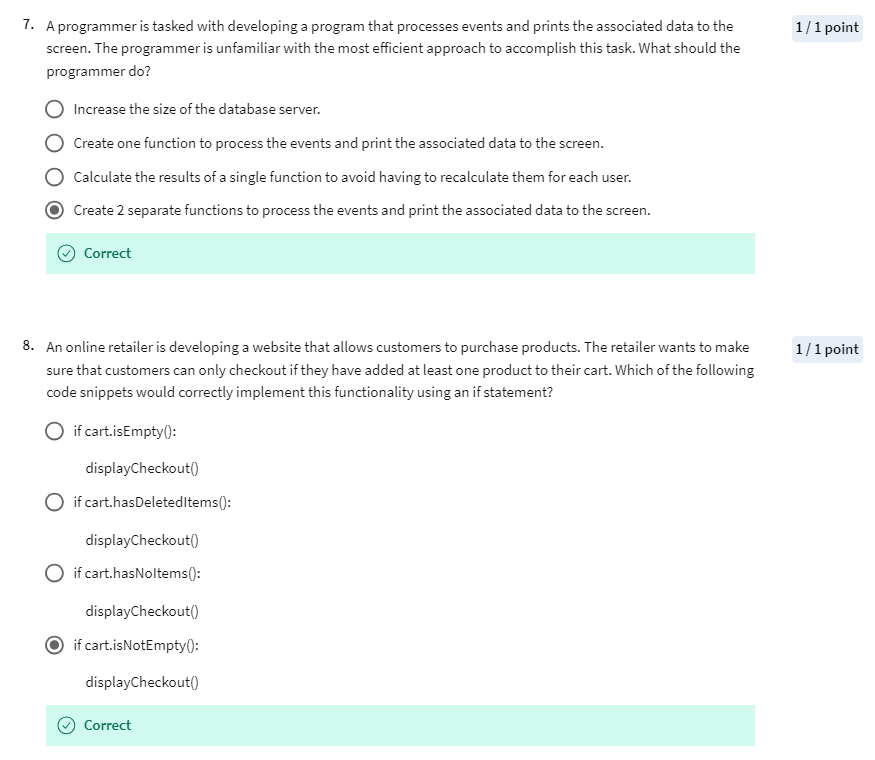 7. A programmer is tasked with developing a program that processes events and prints the associated data to the 1 / 1 point
screen. The programmer is unfamiliar with the most efficient approach to accomplish this task. What should the
programmer do?
Increase the size of the database server.
Create one function to process the events and print the associated data to the screen.
Calculate the results of a single function to avoid having to recalculate them for each user.
Create 2 separate functions to process the events and print the associated data to the screen.
Correct
8. An online retailer is developing a website that allows customers to purchase products. The retailer wants to make 1 / 1 point
sure that customers can only checkout if they have added at least one product to their cart. Which of the following
code snippets would correctly implement this functionality using an if statement?
if cart.isEmpty():
displayCheckout()
if cart.hasDeletedItems():
displayCheckout()
if cart.hasNoItems():
displayCheckout()
if cart.isNotEmpty():
displayCheckout()
Correct